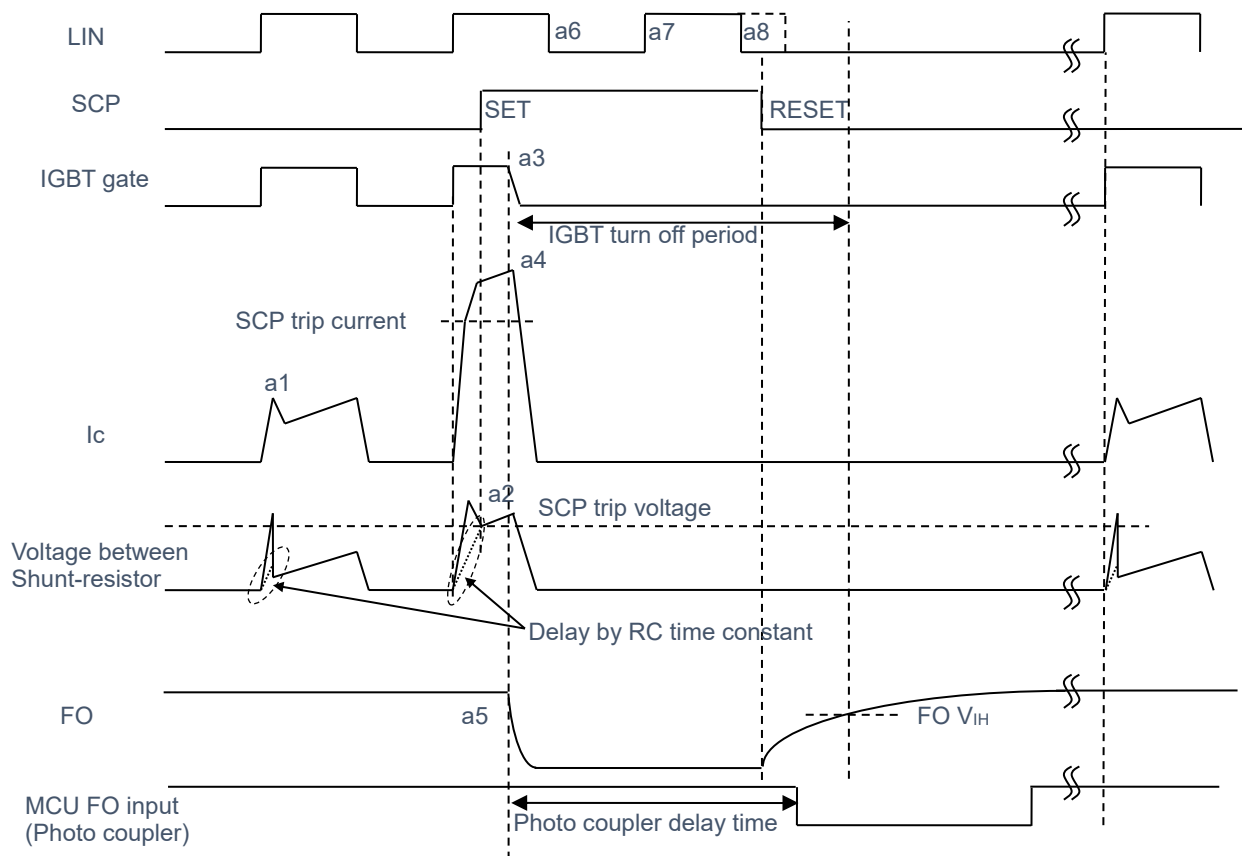 LIN
a6
a7
a8
SCP
SET
RESET
IGBT gate
a3
IGBT turn off period
a4
SCP trip current
a1
Ic
a2
SCP trip voltage
Voltage between
Shunt-resistor
Delay by RC time constant
FO
a5
FO VIH
MCU FO input
(Photo coupler)
Photo coupler delay time